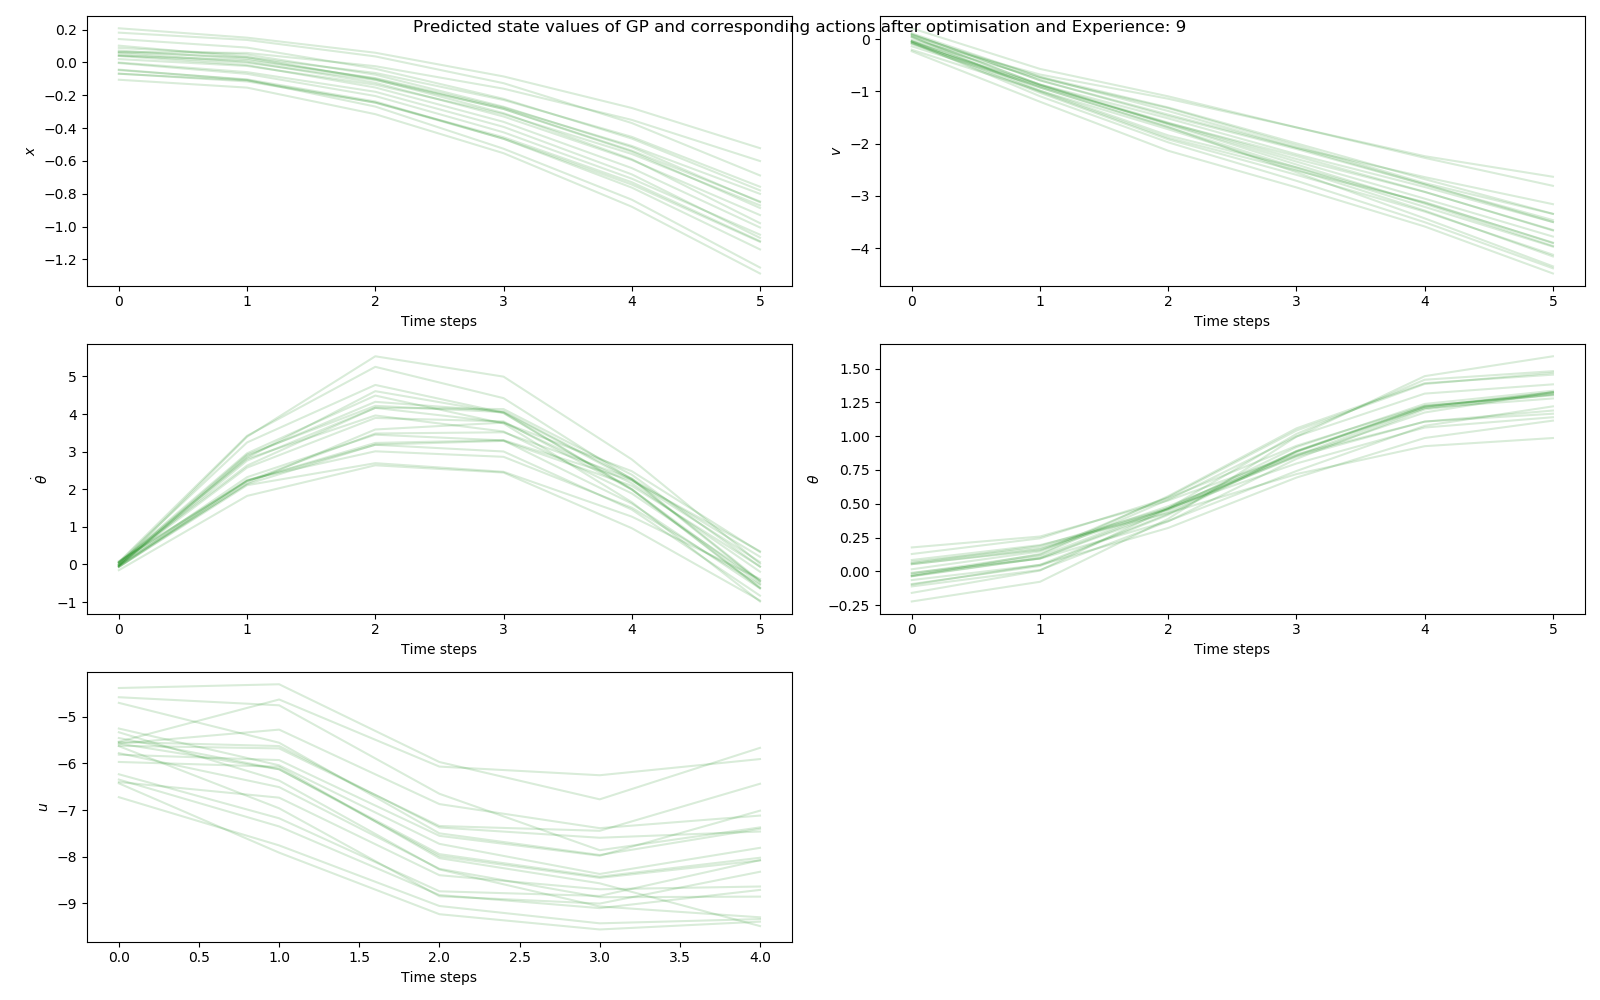 Predicted state values of GP and corresponding actions after optimisation and Experience: 9
0.2
0.0
−0.2
−0.4
−0.6
−0.8
−1.0
−1.2
x
0 1 2 3 4 5
Time steps
0
−1
−2
−3
−4
v
0 1 2 3 4 5
Time steps
5
4
3
2
1
0
−1
θ̇
0 1 2 3 4 5
Time steps
1.50
1.25
1.00
0.75
0.50
0.25
0.00
−0.25
θ
0 1 2 3 4 5
Time steps
−5
−6
−7
−8
−9
u
0.0 0.5 1.0 1.5 2.0 2.5 3.0 3.5 4.0
Time steps